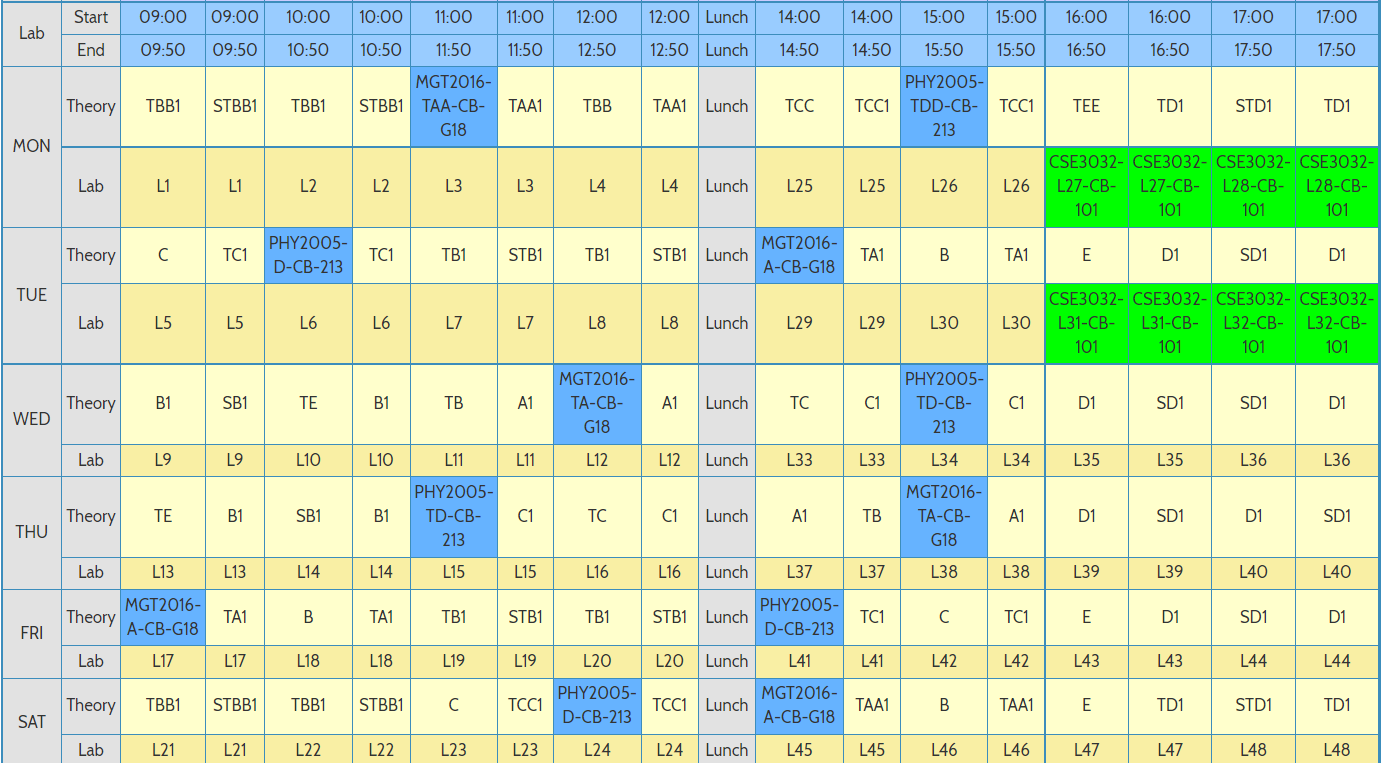 Lab Start 09:00 09:00 10:00 10:00 11:00 11:00 12:00 12:00 Lunch 14:00 14:00 15:00 15:00 16:00 16:00 17:00 17:00
End 09:50 09:50 10:50 10:50 11:50 11:50 12:50 12:50 Lunch 14:50 14:50 15:50 15:50 16:50 16:50 17:50 17:50
MON Theory TBB1 STBB1 TBB1 STBB1 MGT2016-TAA-CB-G18 TAA1 TBB TAA1 Lunch TCC TCC1 PHY2005-TDD-CB-213 TCC1 TEE TD1 STD1 TD1
Lab L1 L1 L2 L2 L3 L3 L4 L4 Lunch L25 L25 L26 L26 CSE3032-L27-CB-101 CSE3032-L27-CB-101 CSE3032-L28-CB-101 CSE3032-L28-CB-101
TUE Theory C TC1 PHY2005-D-CB-213 TC1 TB1 STB1 TB1 STB1 Lunch MGT2016-A-CB-G18 TA1 B TA1 E D1 SD1 D1
Lab L5 L5 L6 L6 L7 L7 L8 L8 Lunch L29 L29 L30 L30 CSE3032-L31-CB-101 CSE3032-L31-CB-101 CSE3032-L32-CB-101 CSE3032-L32-CB-101
WED Theory B1 SB1 TE B1 TB A1 MGT2016-TA-CB-G18 A1 Lunch TC C1 PHY2005-TD-CB-213 C1 D1 SD1 SD1 D1
Lab L9 L9 L10 L10 L11 L11 L12 L12 Lunch L33 L33 L34 L34 L35 L35 L36 L36
THU Theory TE B1 SB1 B1 PHY2005-TD-CB-213 C1 TC C1 Lunch A1 TB MGT2016-TA-CB-G18 A1 D1 SD1 D1 SD1
Lab L13 L13 L14 L14 L15 L15 L16 L16 Lunch L37 L37 L38 L38 L39 L39 L40 L40
FRI Theory MGT2016-A-CB-G18 TA1 B TA1 TB1 STB1 TB1 STB1 Lunch PHY2005-D-CB-213 TC1 C TC1 E D1 SD1 D1
Lab L17 L17 L18 L18 L19 L19 L20 L20 Lunch L41 L41 L42 L42 L43 L43 L44 L44
SAT Theory TBB1 STBB1 TBB1 STBB1 C TCC1 PHY2005-D-CB-213 TCC1 Lunch MGT2016-A-CB-G18 TAA1 B TAA1 E TD1 STD1 TD1
Lab L21 L21 L22 L22 L23 L23 L24 L24 Lunch L45 L45 L46 L46 L47 L47 L48 L48